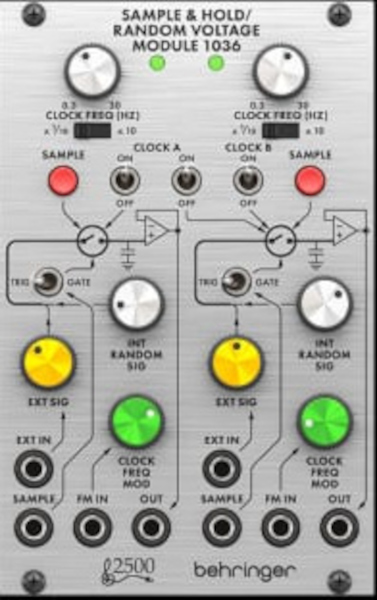 SAMPLE & HOLD/
RANDOM VOLTAGE
MODULE 1036
0.3 30
CLOCK FREQ (HZ)
x 1/10 x 10
0.3 30
CLOCK FREQ (HZ)
x 1/10 x 10
CLOCK A
CLOCK B
SAMPLE
ON
ON
ON
SAMPLE
OFF
OFF
OFF
TRIG
GATE
TRIG
GATE
INT
RANDOM
SIG
INT
RANDOM
SIG
EXT SIG
EXT SIG
EXT IN
CLOCK
FREQ
MOD
EXT IN
CLOCK
FREQ
MOD
SAMPLE
FM IN
OUT
SAMPLE
FM IN
OUT
2500
behringer